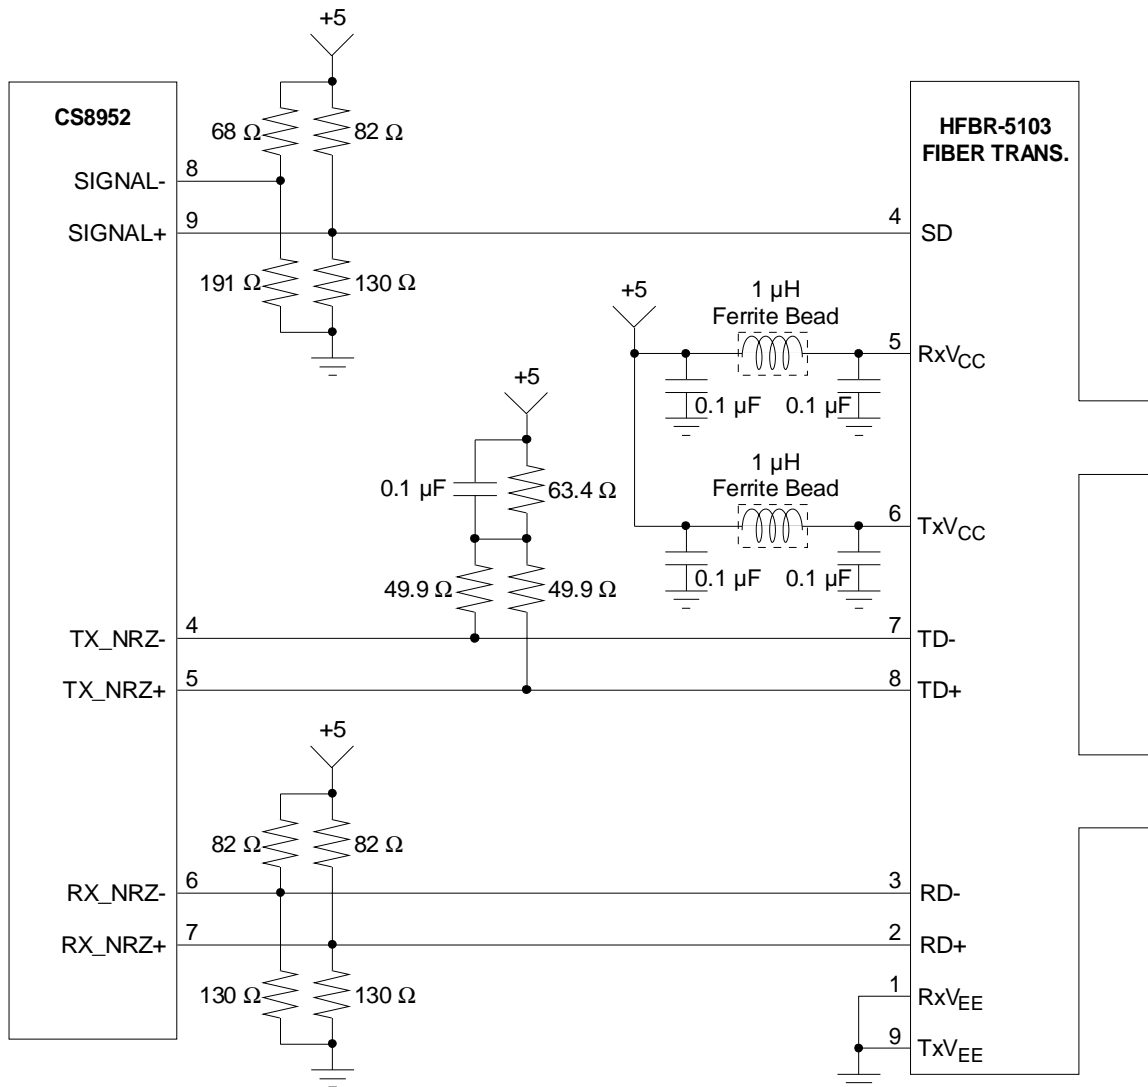 +5
CS8952
68 Ω
82 Ω
HFBR-5103
FIBER TRANS.
SIGNAL-
8
SIGNAL+
9
4
SD
191 Ω
130 Ω
+5
1 µH
Ferrite Bead
5
RxVCC
0.1 µF
0.1 µF
+5
1 µH
Ferrite Bead
0.1 µF
63.4 Ω
6
TxVCC
49.9 Ω
49.9 Ω
0.1 µF
0.1 µF
TX_NRZ-
4
7
TD-
TX_NRZ+
5
8
TD+
+5
82 Ω
82 Ω
RX_NRZ-
6
3
RD-
RX_NRZ+
7
2
RD+
130 Ω
130 Ω
1
RxVEE
9
TxVEE